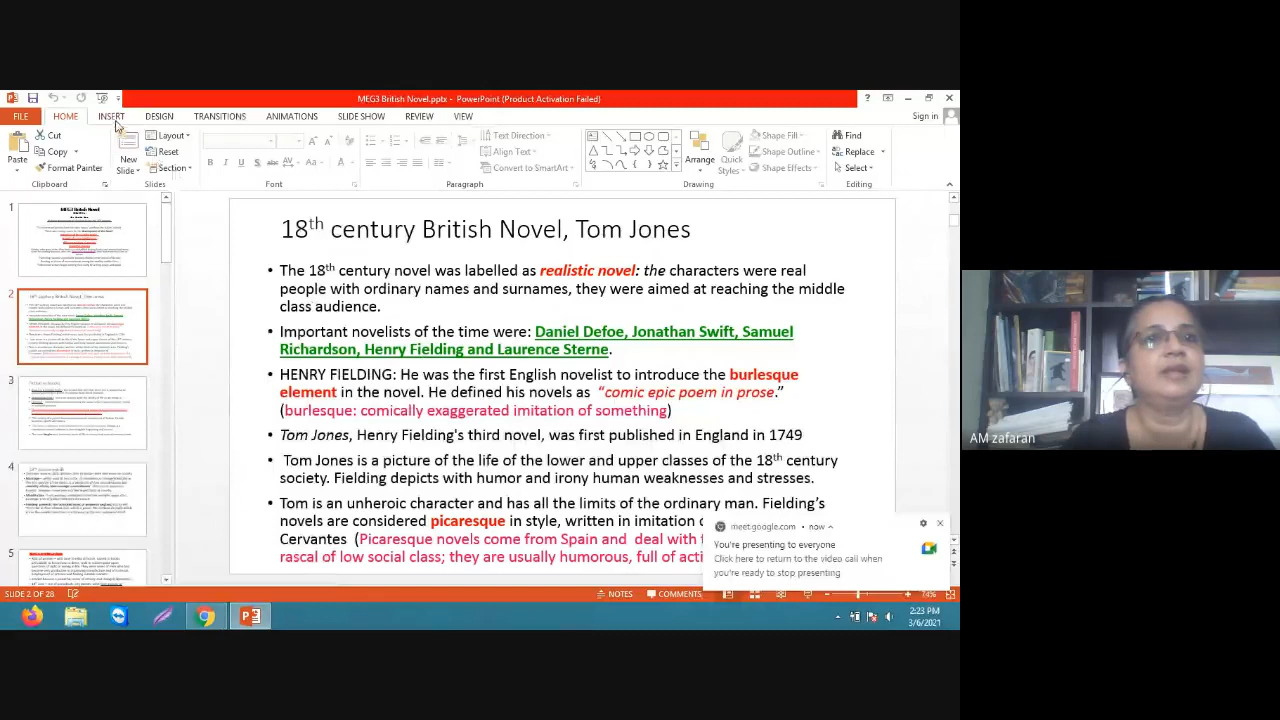 MEG3 British Novel.pptx - PowerPoint (Product Activation Failed)
FILE HOME INSERT DESIGN TRANSITIONS ANIMATIONS SLIDE SHOW REVIEW VIEW Sign in
Paste
Cut
Copy
Format Painter
Clipboard
New
Slide
Layout
Reset
Section
Slides
Font
Text Direction
Align Text
Convert to SmartArt
Paragraph
Arrange
Quick
Styles
Shape Fill
Shape Outline
Shape Effects
Drawing
Find
Replace
Select
Editing
1
MEG3 British Novel
2
3
4
5
18th century British Novel, Tom Jones
• The 18th century novel was labelled as realistic novel: the characters were real
people with ordinary names and surnames, they were aimed at reaching the middle
class audience.
• Important novelists of the time were Daniel Defoe, Jonathan Swift, Samuel
Richardson, Henry Fielding and Laurence Sterne.
• HENRY FIELDING: He was the first English novelist to introduce the burlesque
element in the novel. He defined his novels as “comic epic poem in prose.”
(burlesque: comically exaggerated imitation of something)
• Tom Jones, Henry Fielding’s third novel, was first published in England in 1749
• Tom Jones is a picture of the life of the lower and upper classes of the 18th century
society. Fielding depicts with humor and irony human weaknesses and excesses.
• Tom is an unheroic character and has all the limits of the ordinary man. Fielding’s
novels are considered picaresque in style, written in imitation
Cervantes (Picaresque novels come from Spain and deal with
rascal of low social class; they are usually humorous, full of
meet.google.com • now
You're presenting to everyone
Click here to return to the video call when
you're ready to stop presenting
SLIDE 2 OF 28
NOTES
COMMENTS
74%
2:23 PM
3/6/2021
AM zafaran